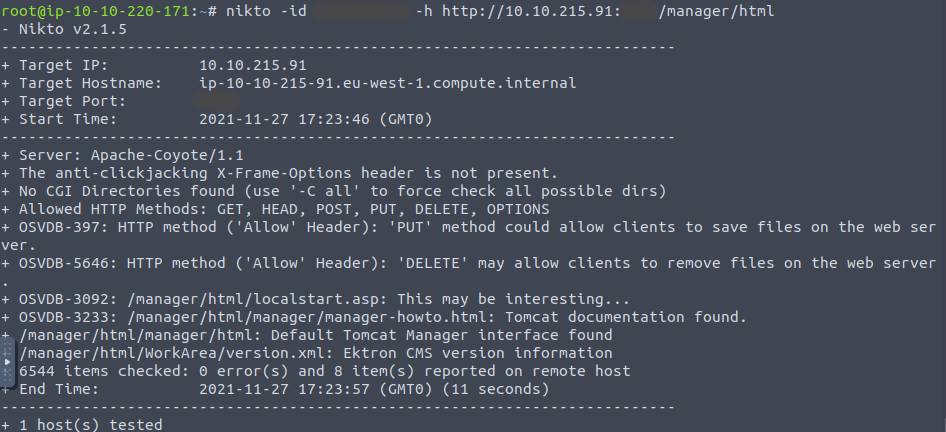 root@ip-10-10-220-171:~# nikto -id -h http://10.10.215.91: /manager/html
- Nikto v2.1.5
---------------------------------------------------------------------------
+ Target IP: 10.10.215.91
+ Target Hostname: ip-10-10-215-91.eu-west-1.compute.internal
+ Target Port:
+ Start Time: 2021-11-27 17:23:46 (GMT0)
---------------------------------------------------------------------------
+ Server: Apache-Coyote/1.1
+ The anti-clickjacking X-Frame-Options header is not present.
+ No CGI Directories found (use '-C all' to force check all possible dirs)
+ Allowed HTTP Methods: GET, HEAD, POST, PUT, DELETE, OPTIONS
+ OSVDB-397: HTTP method ('Allow' Header): 'PUT' method could allow clients to save files on the web ser
ver.
+ OSVDB-5646: HTTP method ('Allow' Header): 'DELETE' may allow clients to remove files on the web server
.
+ OSVDB-3092: /manager/html/localstart.asp: This may be interesting...
+ OSVDB-3233: /manager/html/manager/manager-howto.html: Tomcat documentation found.
+ /manager/html/manager/html: Default Tomcat Manager interface found
+ /manager/html/WorkArea/version.xml: Ektron CMS version information
+ 6544 items checked: 0 error(s) and 8 item(s) reported on remote host
+ End Time: 2021-11-27 17:23:57 (GMT0) (11 seconds)
---------------------------------------------------------------------------
+ 1 host(s) tested